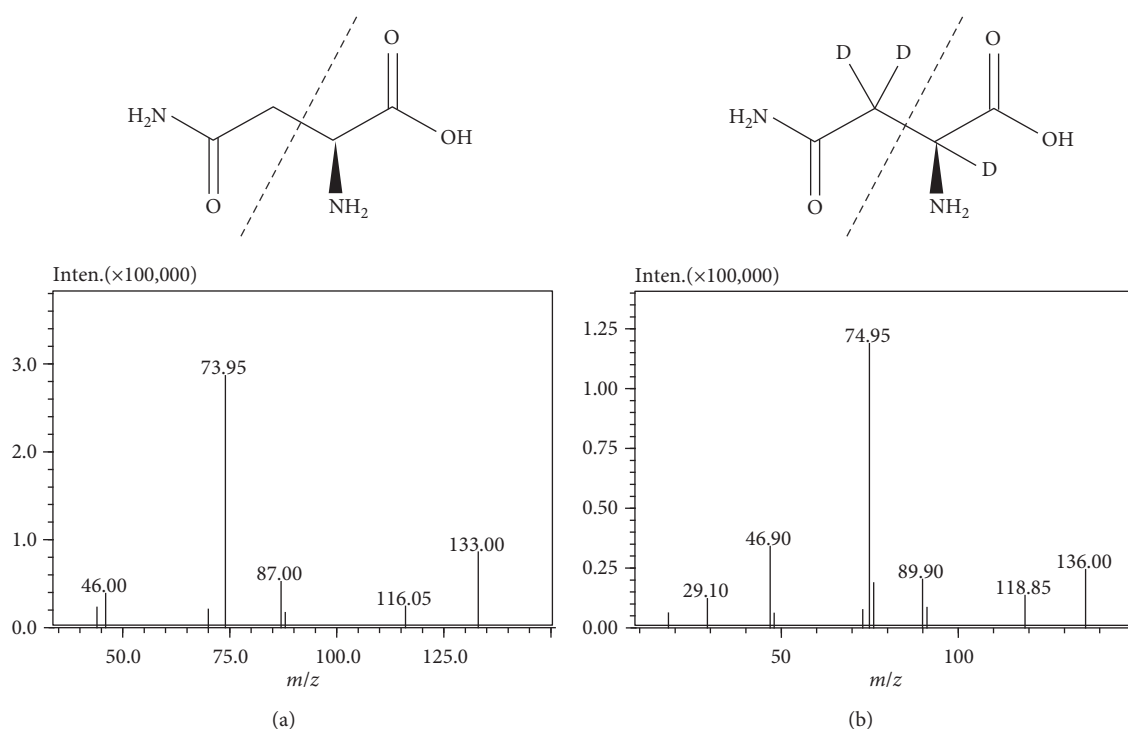 O
H₂N
OH
O
NH₂
D
D
O
H₂N
OH
D
O
NH₂
Inten.(×100,000)
3.0
2.0
1.0
0.0
73.95
46.00
87.00
116.05
133.00
50.0 75.0 100.0 125.0
m/z
(a)
Inten.(×100,000)
1.25
1.00
0.75
0.50
0.25
0.00
74.95
46.90
29.10
89.90
118.85
136.00
50 100
m/z
(b)